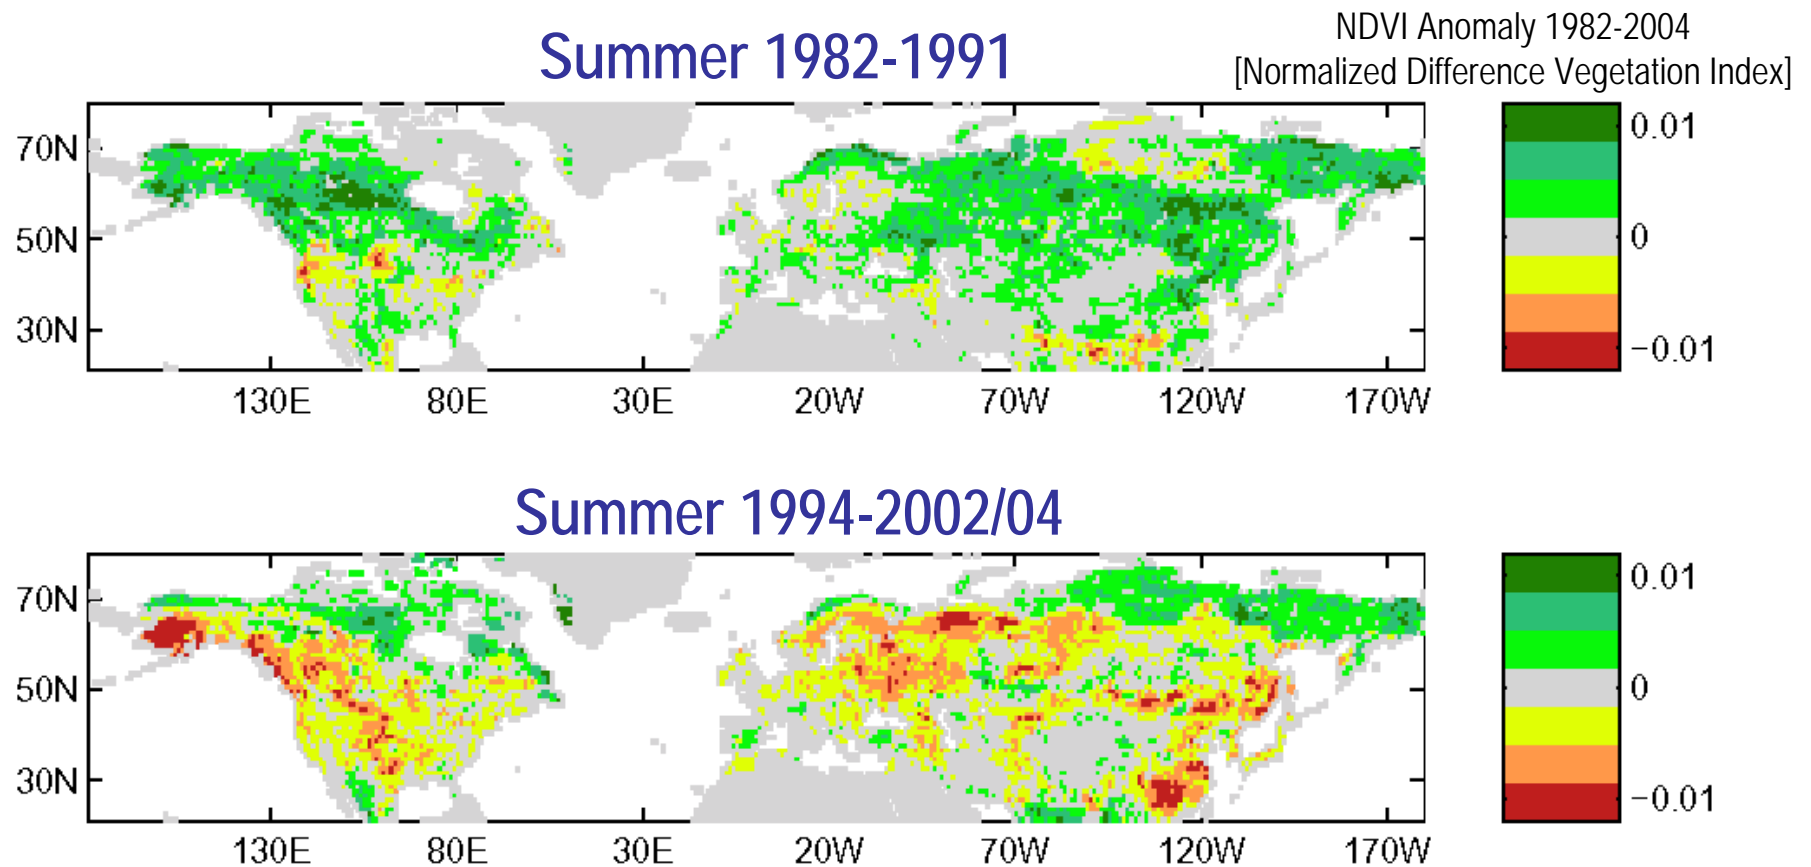 Summer 1982-1991
NDVI Anomaly 1982-2004
[Normalized Difference Vegetation Index]
70N
50N
30N
130E 80E 30E 20W 70W 120W 170W
0.01
0
−0.01
Summer 1994-2002/04
70N
50N
30N
130E 80E 30E 20W 70W 120W 170W
0.01
0
−0.01